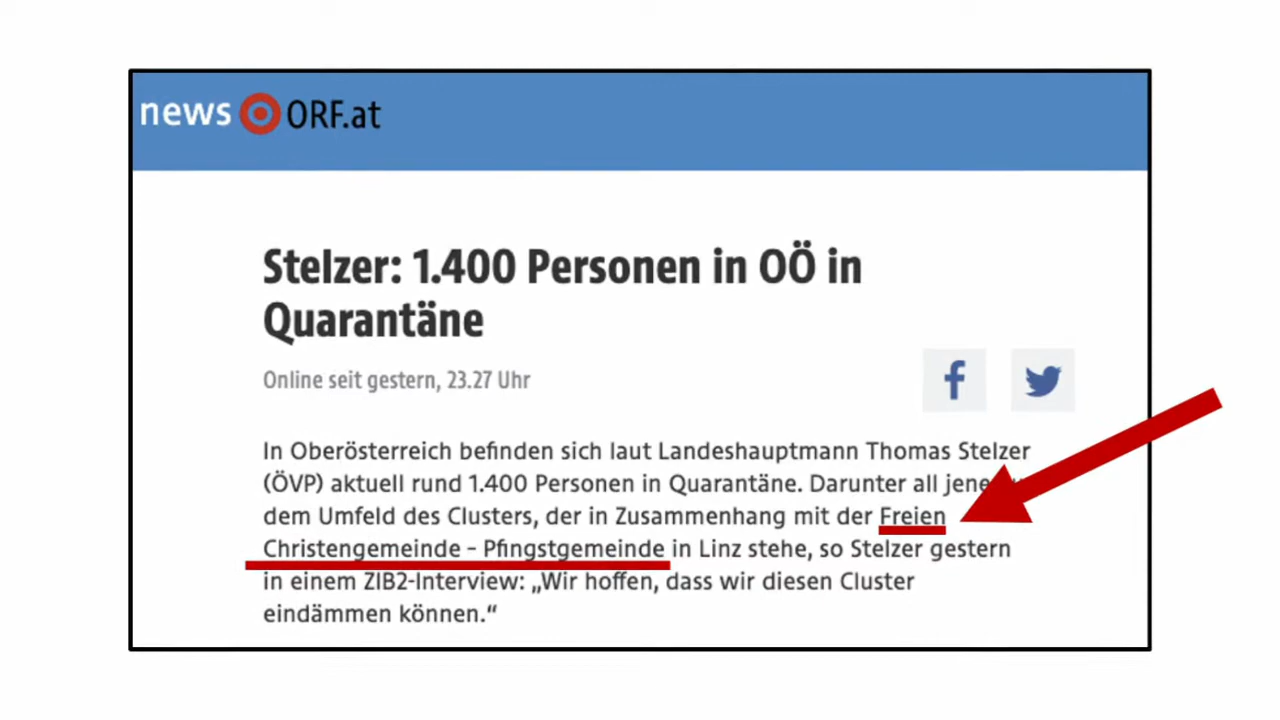 news ORF.at
Stelzer: 1.400 Personen in OÖ in
Quarantäne
Online seit gestern, 23.27 Uhr
In Oberösterreich befinden sich laut Landeshauptmann Thomas Stelzer
(ÖVP) aktuell rund 1.400 Personen in Quarantäne. Darunter all jene
dem Umfeld des Clusters, der in Zusammenhang mit der Freien
Christengemeinde – Pfingstgemeinde in Linz stehe, so Stelzer gestern
in einem ZIB2-Interview: „Wir hoffen, dass wir diesen Cluster
eindämmen können.“